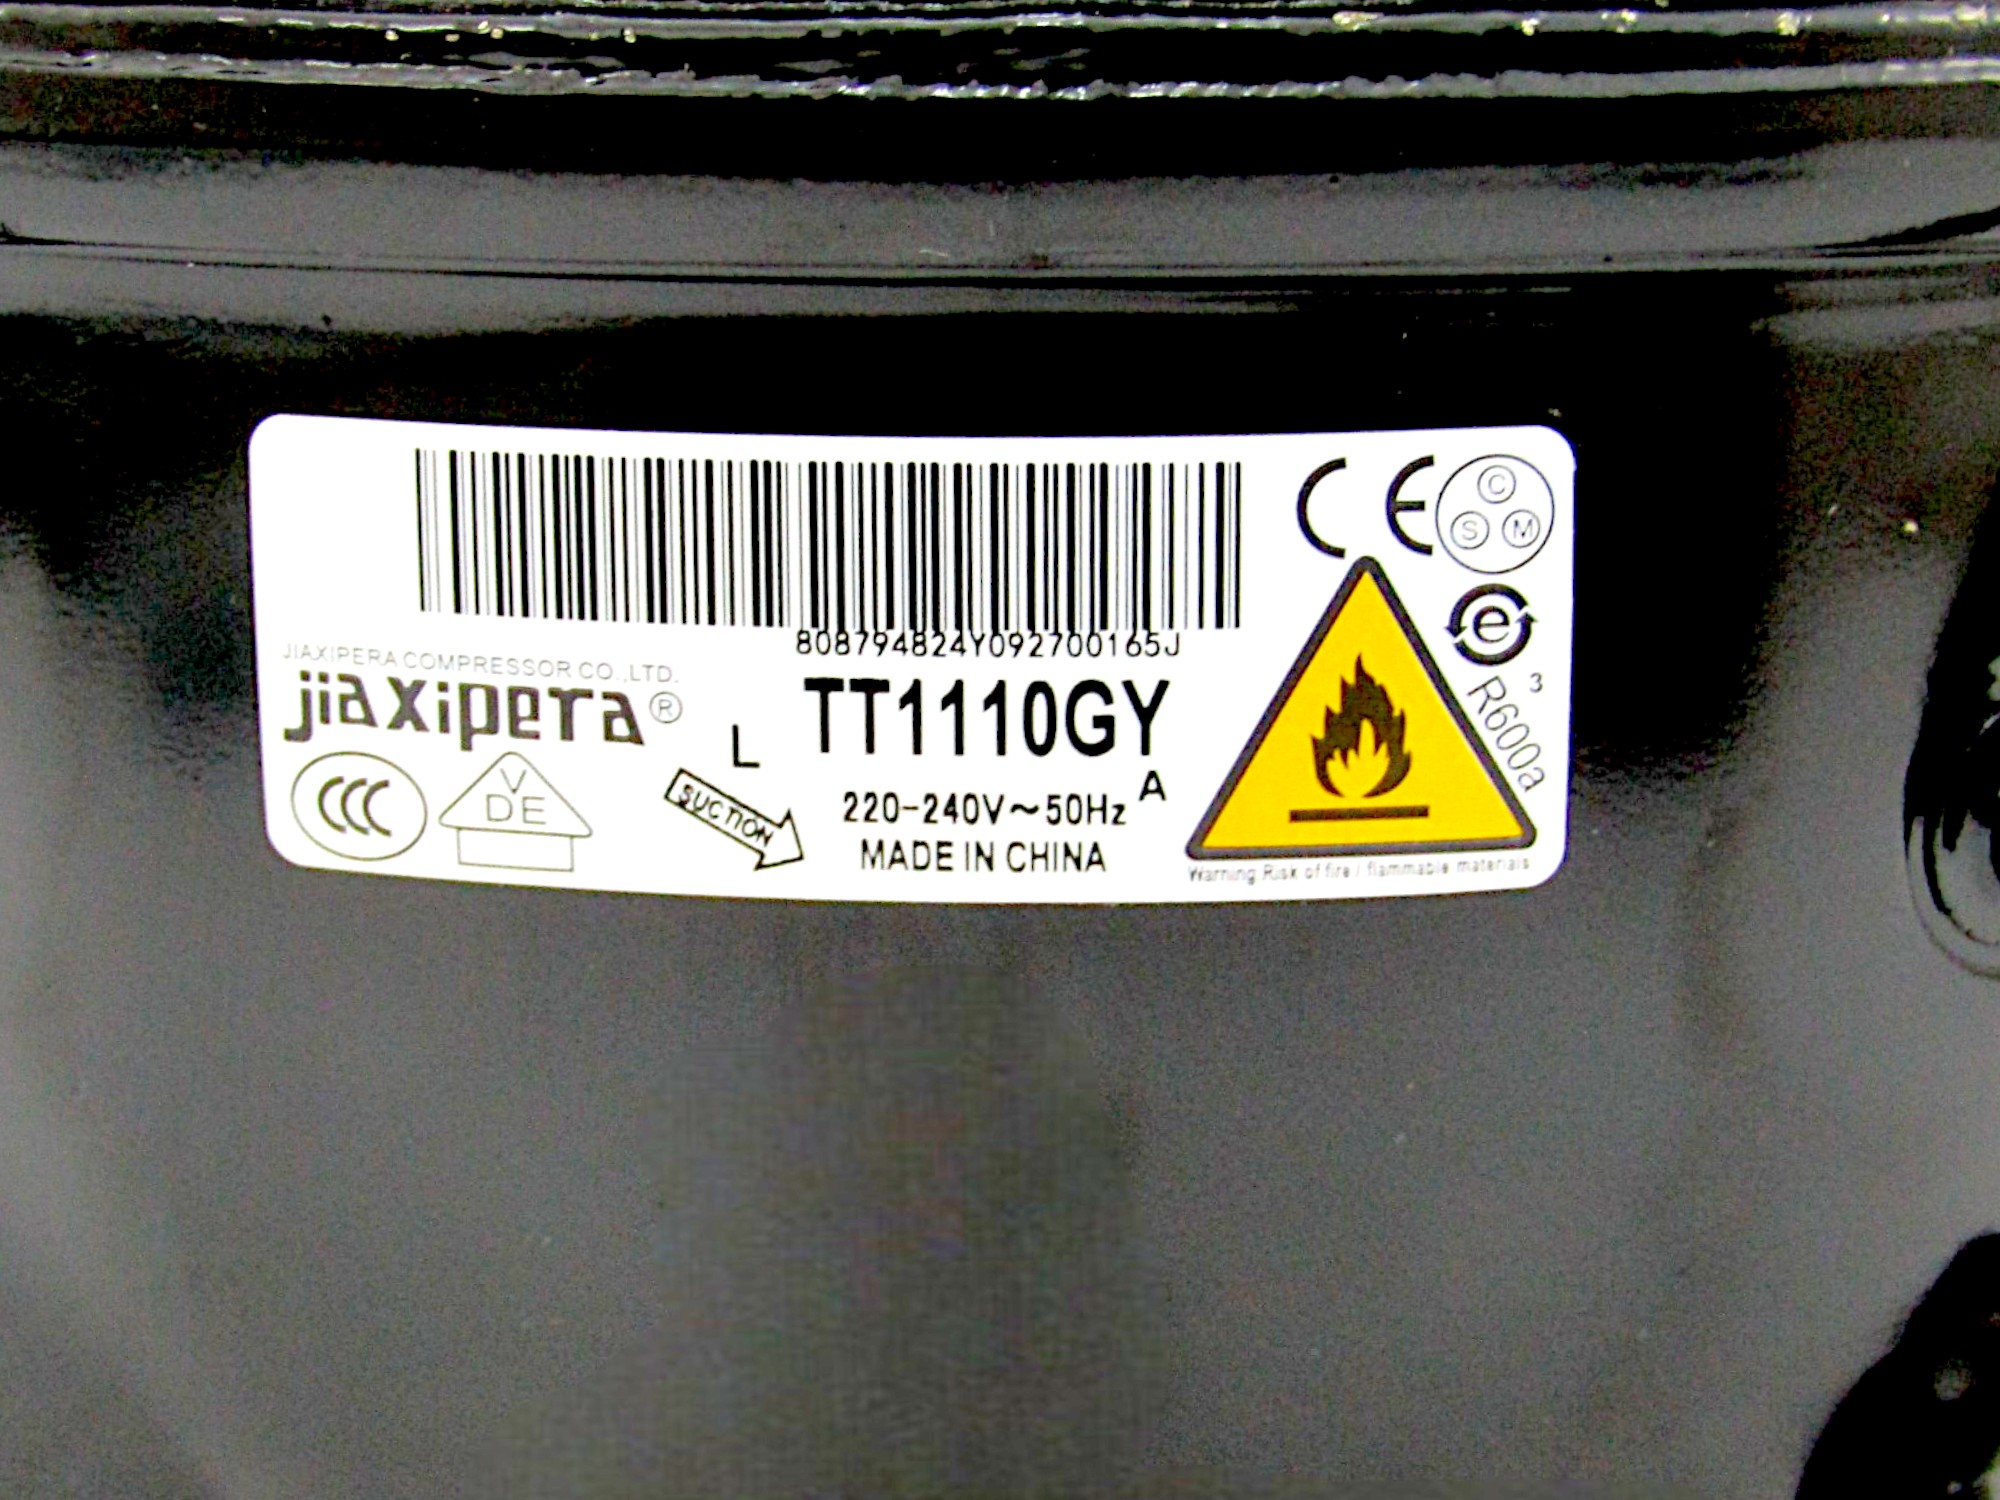 808794824Y092700165J
JIAXIPERA COMPRESSOR CO.,LTD.
jiaxipera®
L TT1110GY
220-240V~50Hz A
MADE IN CHINA
SUCTION
CCC
VDE
CE
C
S M
e
3
R600a
Warning:Risk of fire / flammable materials